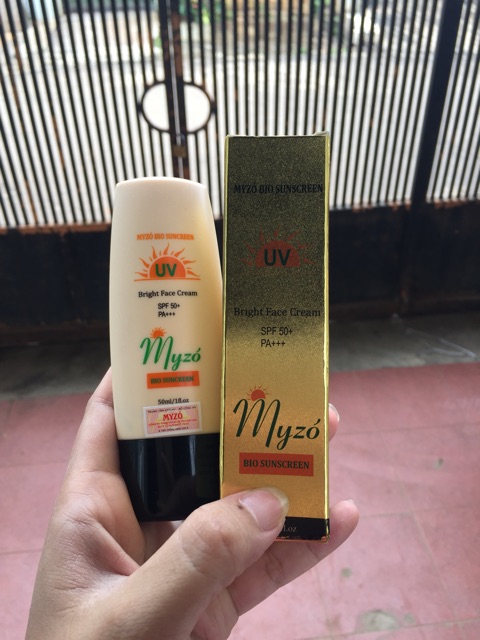 MYZÓ BIO SUNSCREEN
UV
Bright Face Cream
SPF 50+
PA+++
Myzó
BIO SUNSCREEN
50ml/1fl.oz
MYZÓ
MYZÓ BIO SUNSCREEN
UV
Bright Face Cream
SPF 50+
PA+++
Myzó
BIO SUNSCREEN